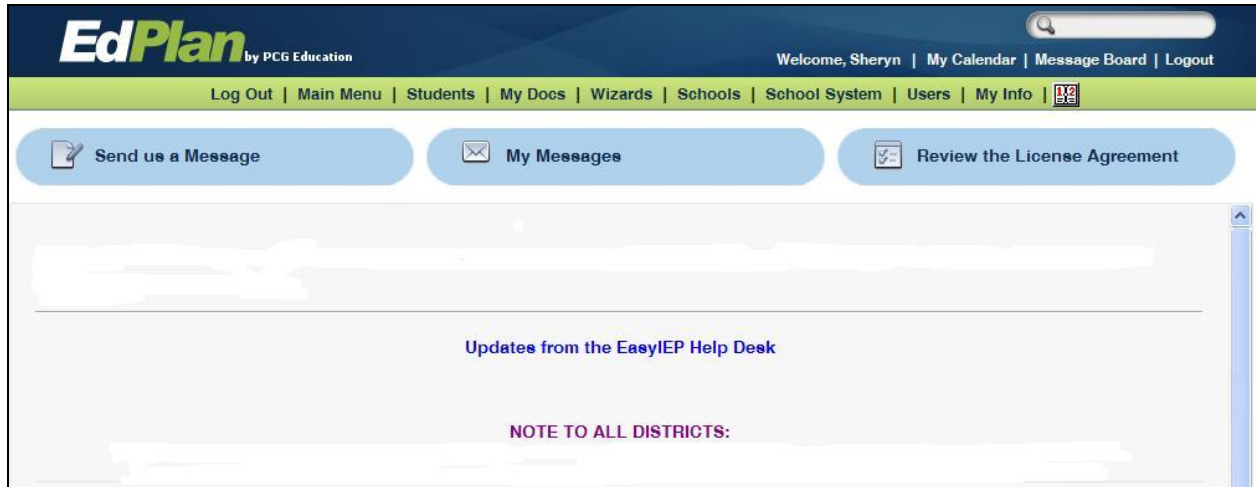 EdPlan by PCG Education
Welcome, Sheryn | My Calendar | Message Board | Logout
Log Out | Main Menu | Students | My Docs | Wizards | Schools | School System | Users | My Info |
Send us a Message
My Messages
Review the License Agreement
Updates from the EasyIEP Help Desk
NOTE TO ALL DISTRICTS: